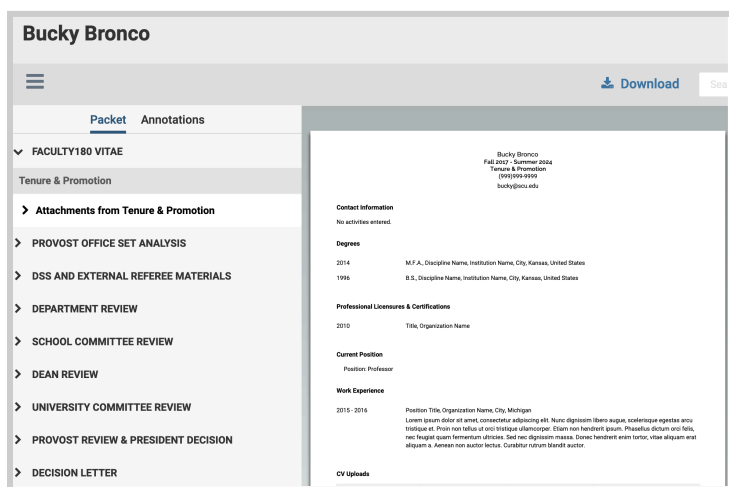 Bucky Bronco
Download
Sea
Packet Annotations
FACULTY180 VITAE
Tenure & Promotion
Attachments from Tenure & Promotion
PROVOST OFFICE SET ANALYSIS
DSS AND EXTERNAL REFEREE MATERIALS
DEPARTMENT REVIEW
SCHOOL COMMITTEE REVIEW
DEAN REVIEW
UNIVERSITY COMMITTEE REVIEW
PROVOST REVIEW & PRESIDENT DECISION
DECISION LETTER
Bucky Bronco
Fall 2017 - Summer 2024
Tenure & Promotion
(999)999-9999
bucky@scu.edu
Contact Information
No activities entered.
Degrees
2014 M.F.A., Discipline Name, Institution Name, City, Kansas, United States
1996 B.S., Discipline Name, Institution Name, City, Kansas, United States
Professional Licensures & Certifications
2010 Title, Organization Name
Current Position
Position: Professor
Work Experience
2015 - 2016 Position Title, Organization Name, City, Michigan
Lorem ipsum dolor sit amet, consectetur adipiscing elit. Nunc dignissim libero augue, scelerisque egestas arcu
tristique et. Proin non tellus ut orci tristique ullamcorper. Etiam non hendrerit ipsum. Phasellus dictum orci felis,
nec feugiat quam fermentum ultricies. Sed nec dignissim massa. Donec hendrerit enim tortor, vitae aliquam erat
aliquam a. Aenean non auctor lectus. Curabitur rutrum blandit auctor.
CV Uploads